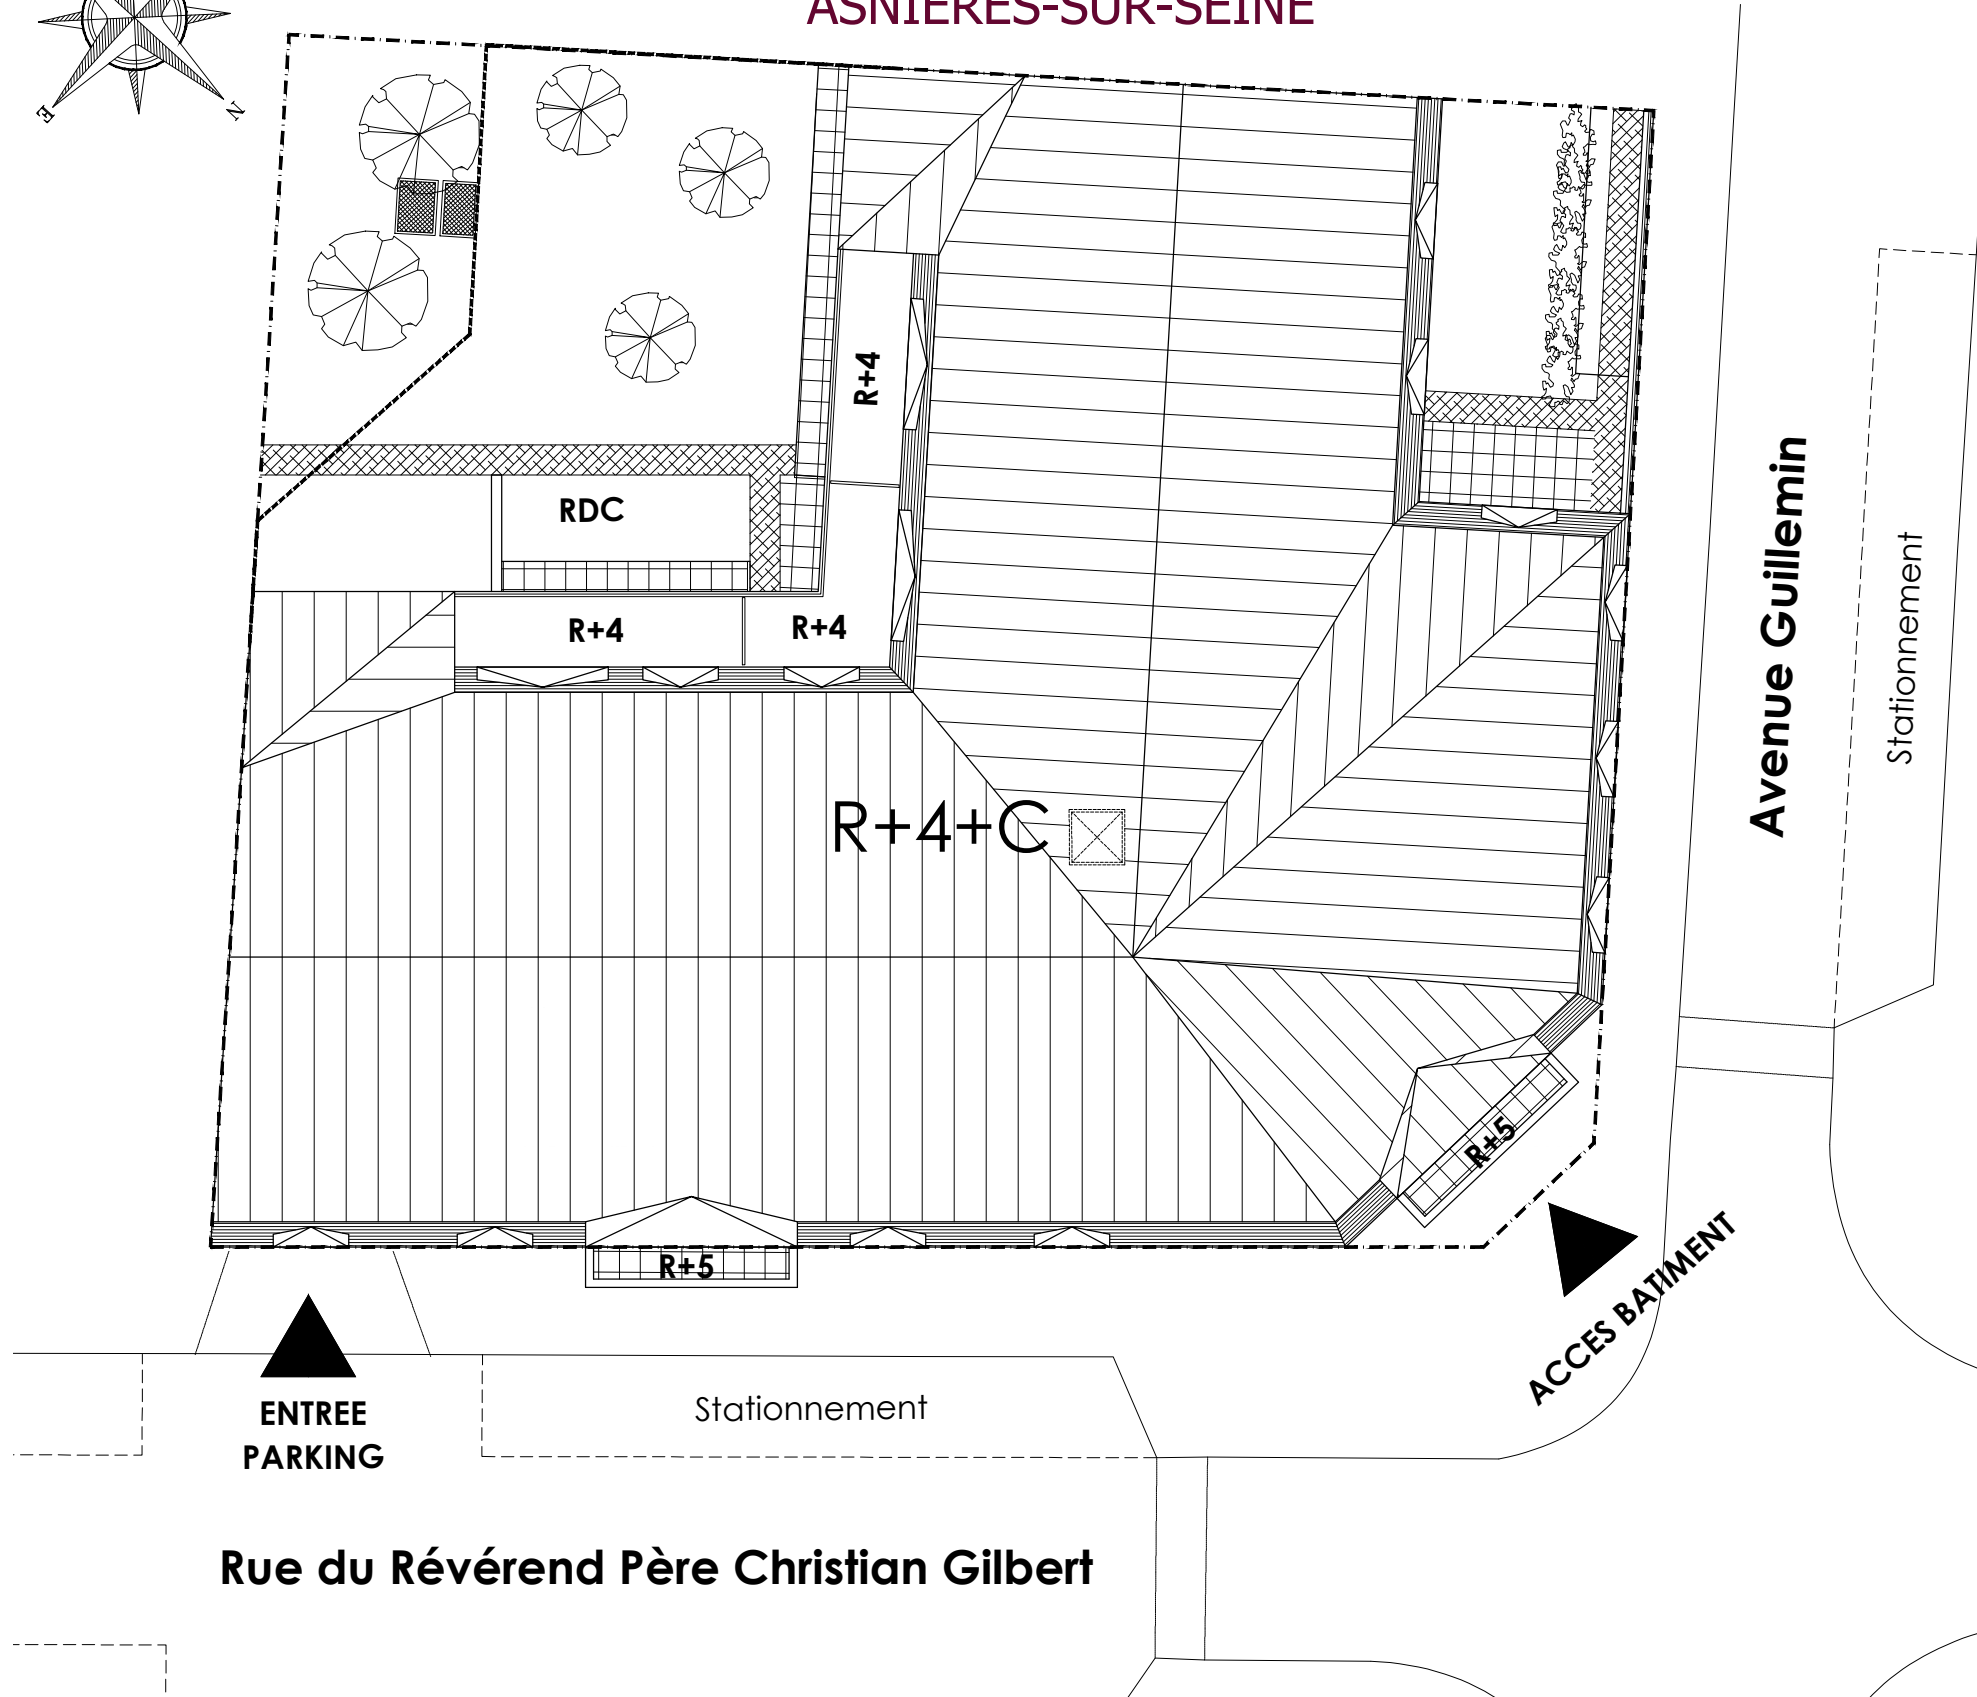 ASNIERES-SUR-SEINE
E
N
R+4
RDC
R+4
R+4
Avenue Guillemin
Stationnement
R+4+C
R+5
R+5
ACCES BATIMENT
ENTREE
PARKING
Stationnement
Rue du Révérend Père Christian Gilbert